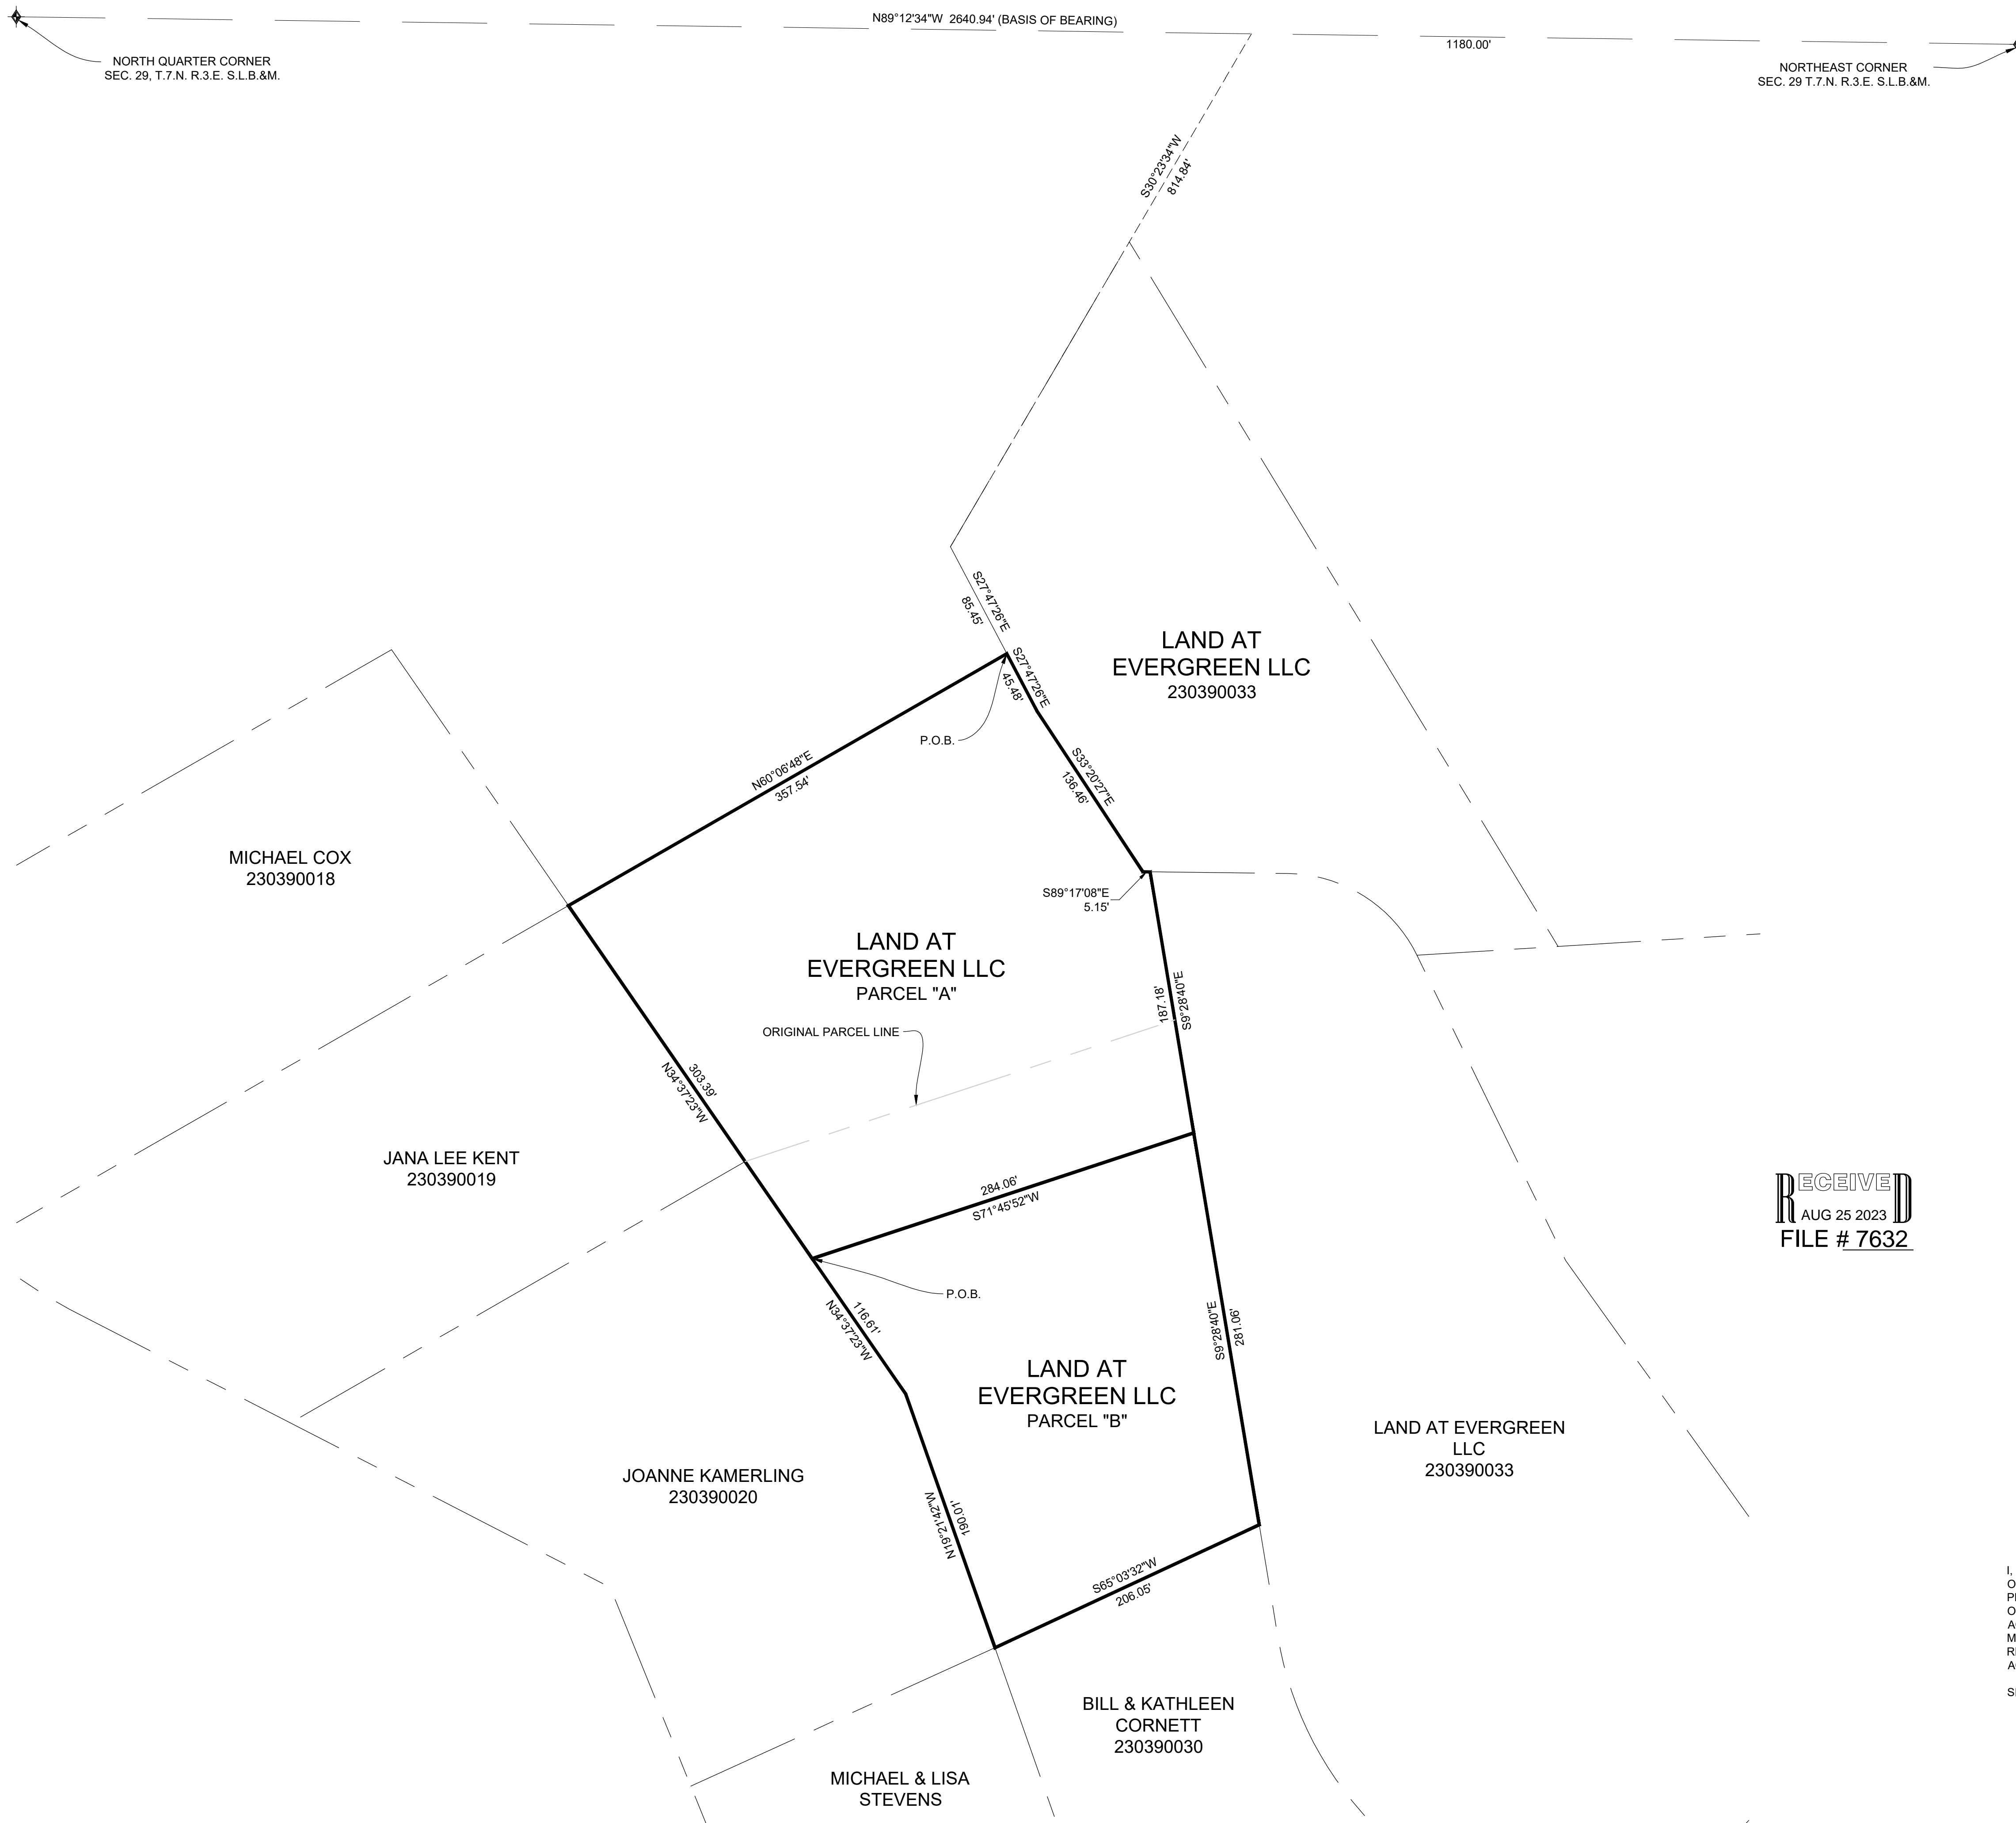 N89°12'34"W 2640.94' (BASIS OF BEARING)
1180.00'
NORTH QUARTER CORNER
SEC. 29, T.7.N. R.3.E. S.L.B.&M.
NORTHEAST CORNER
SEC. 29 T.7.N. R.3.E. S.L.B.&M.
S30°23'34"W
814.84'
S27°47'26"E
85.45'
S27°47'26"E
45.48'
LAND AT
EVERGREEN LLC
230390033
P.O.B.
N60°06'48"E
357.54'
S33°20'27"E
136.46'
MICHAEL COX
230390018
S89°17'08"E
5.15'
LAND AT
EVERGREEN LLC
PARCEL "A"
187.18'
S9°28'40"E
ORIGINAL PARCEL LINE
303.39'
N34°37'23"W
JANA LEE KENT
230390019
284.06'
S71°45'52"W
RECEIVED
AUG 25 2023
FILE # 7632
P.O.B.
116.61'
N34°37'23"W
S9°28'40"E
281.06'
LAND AT
EVERGREEN LLC
PARCEL "B"
LAND AT EVERGREEN
LLC
230390033
JOANNE KAMERLING
230390020
N19°21'42"W
190.01'
S65°03'32"W
206.05'
I,
BILL & KATHLEEN
CORNETT
230390030
MICHAEL & LISA
STEVENS